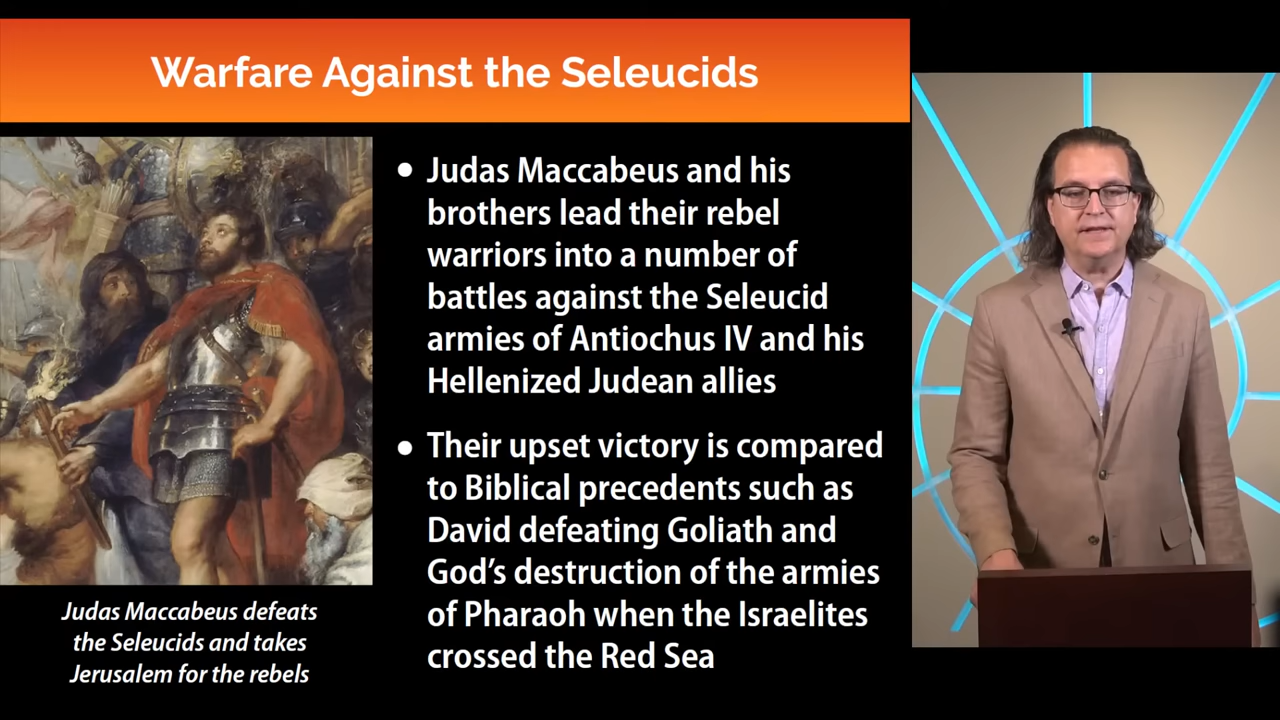 Warfare Against the Seleucids
• Judas Maccabeus and his
brothers lead their rebel
warriors into a number of
battles against the Seleucid
armies of Antiochus IV and his
Hellenized Judean allies
• Their upset victory is compared
to Biblical precedents such as
David defeating Goliath and
God’s destruction of the armies
of Pharaoh when the Israelites
crossed the Red Sea
Judas Maccabeus defeats
the Seleucids and takes
Jerusalem for the rebels